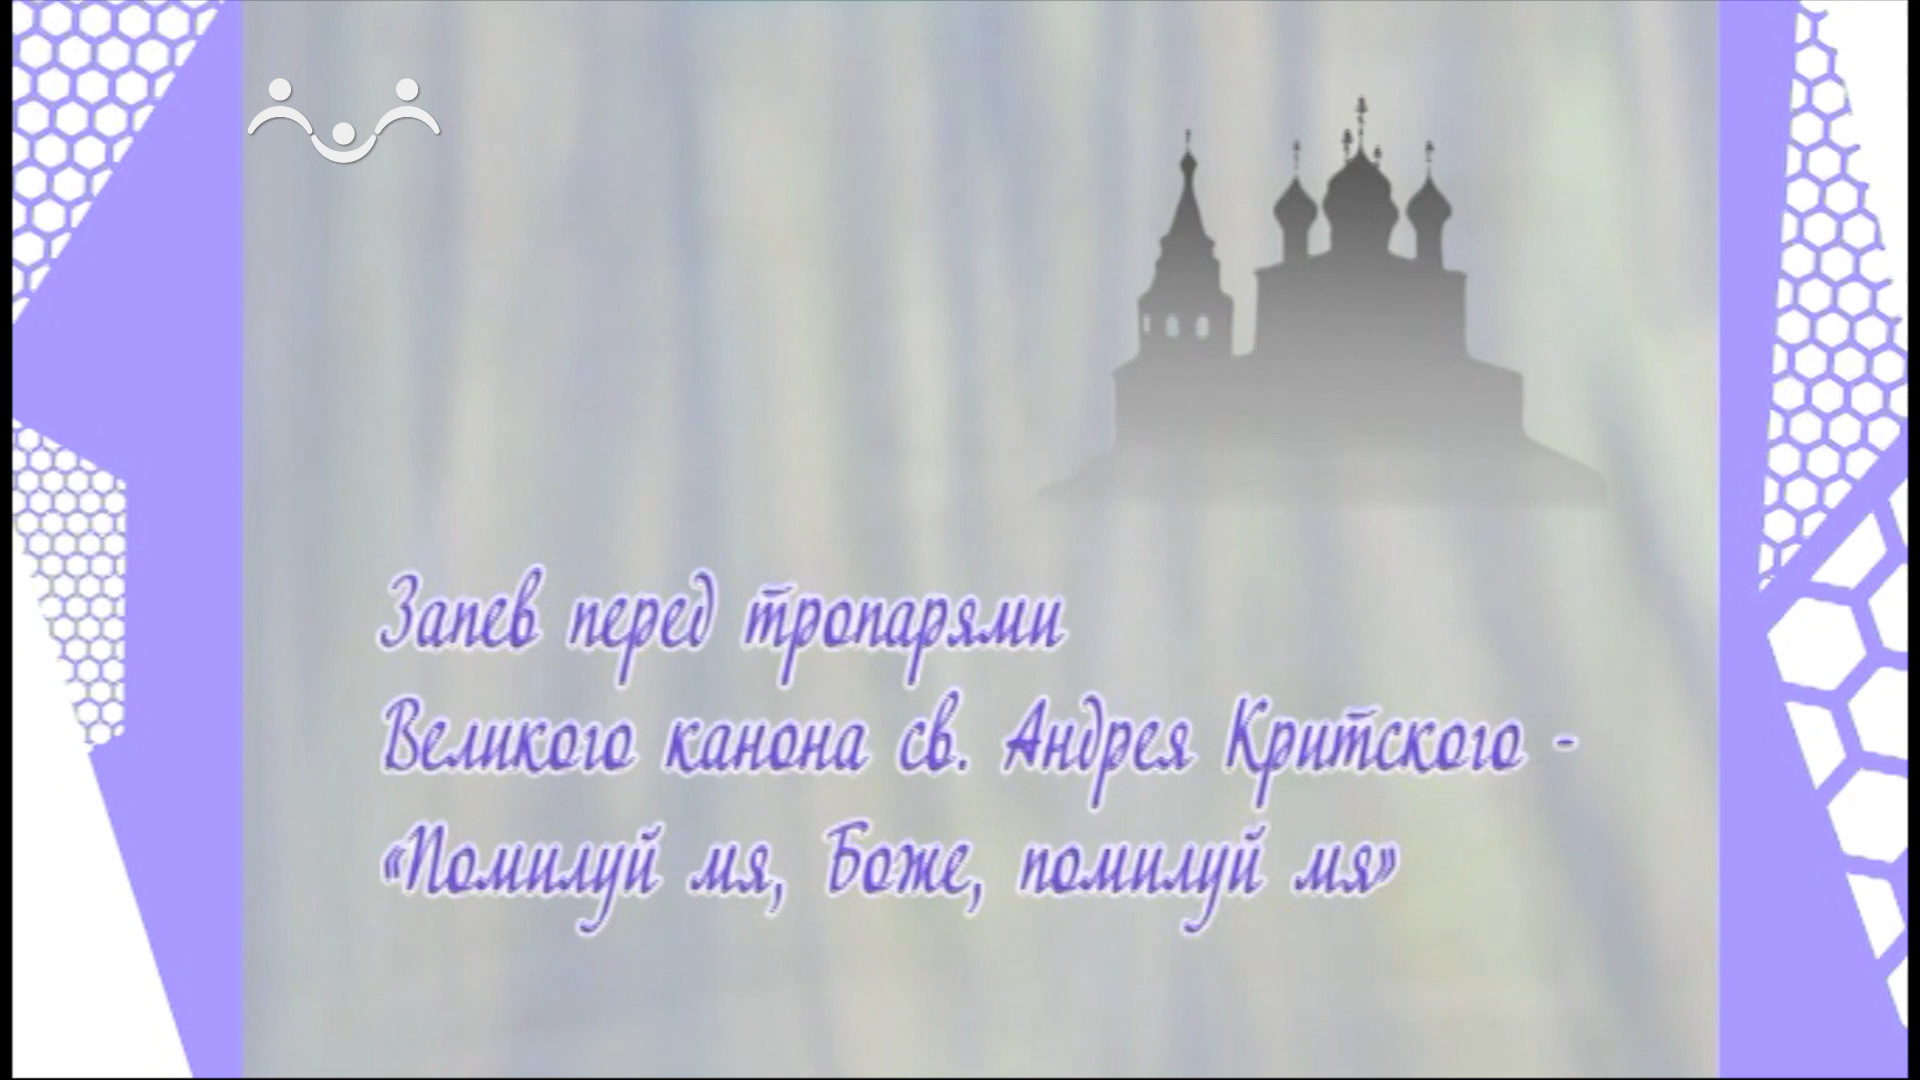 Запев перед тропарями
Великого канона св. Андрея Критского -
«Помилуй мя, Боже, помилуй мя»